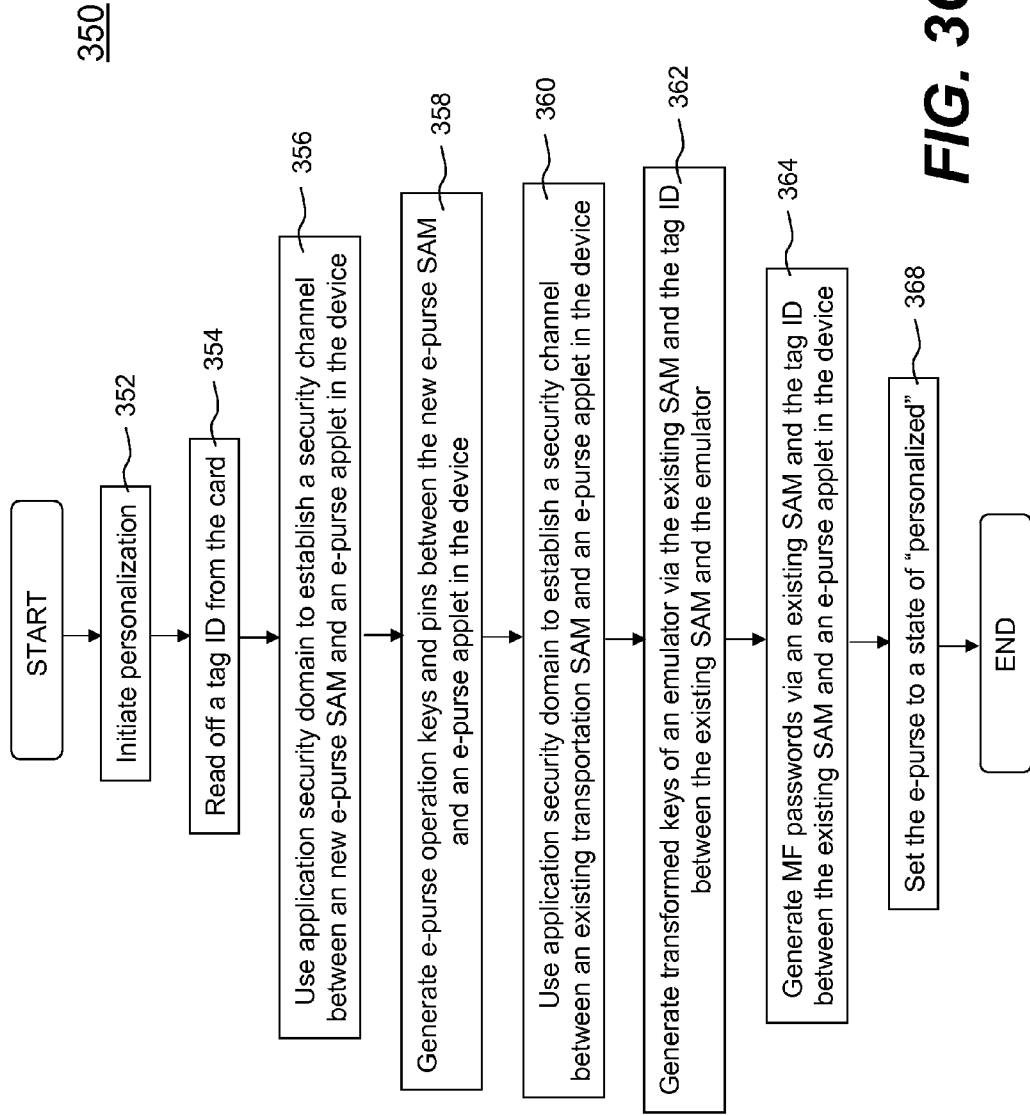 350
START
Initiate personalization
352
Read off a tag ID from the card
354
Use application security domain to establish a security channel
between an new e-purse SAM and an e-purse applet in the device
356
Generate e-purse operation keys and pins between the new e-purse SAM
and an e-purse applet in the device
358
Use application security domain to establish a security channel
between an existing transportation SAM and an e-purse applet in the device
360
Generate transformed keys of an emulator via the existing SAM and the tag ID
between the existing SAM and the emulator
362
Generate MF passwords via an existing SAM and the tag ID
between the existing SAM and an e-purse applet in the device
364
Set the e-purse to a state of “personalized”
368
END
FIG. 3C